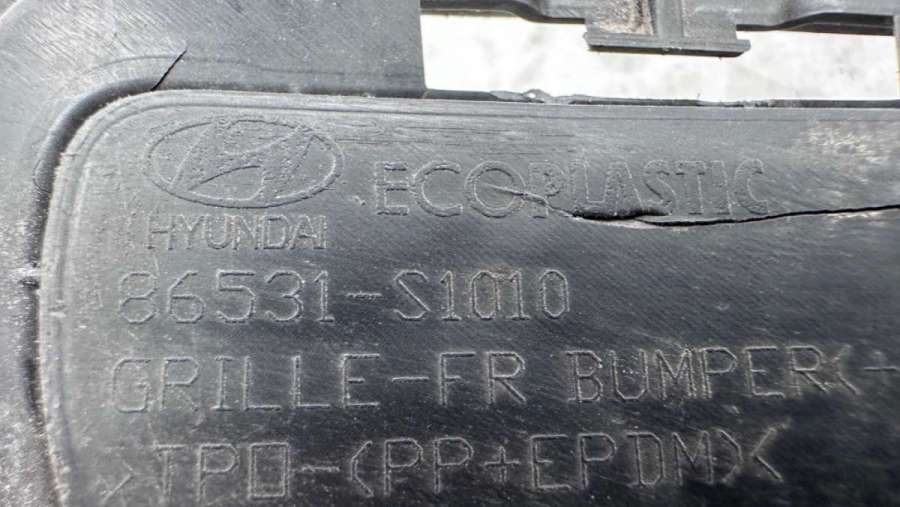 ECOPLASTIC
HYUNDAI
86531-S1010
GRILLE-FR BUMPER(+
>TPO-(PP+EPDM)<